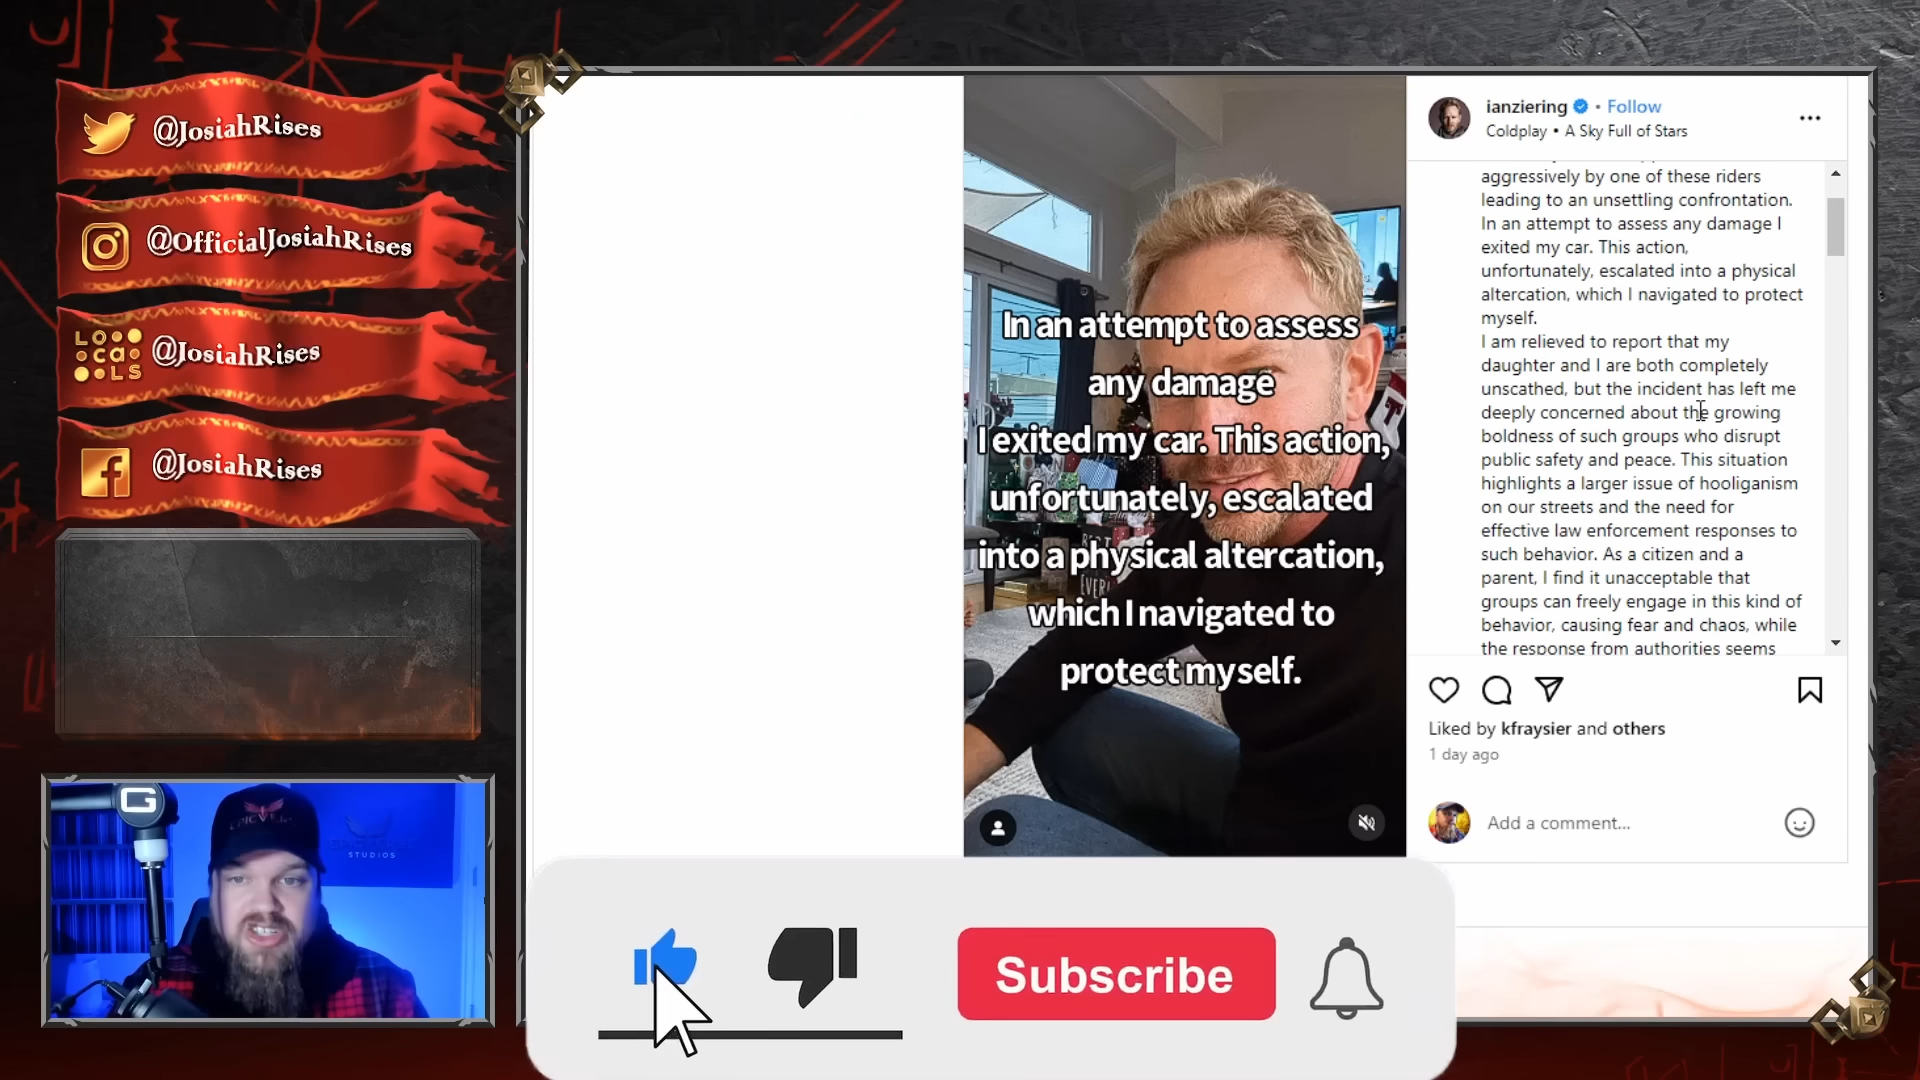 @JosiahRises
@OfficialJosiahRises
LOcaLS
@JosiahRises
@JosiahRises
STUDIOS
In an attempt to assess
any damage
I exited my car. This action,
unfortunately, escalated
into a physical altercation,
which I navigated to
protect myself.
ianziering • Follow
Coldplay • A Sky Full of Stars
aggressively by one of these riders
leading to an unsettling confrontation.
In an attempt to assess any damage I
exited my car. This action,
unfortunately, escalated into a physical
altercation, which I navigated to protect
myself.
I am relieved to report that my
daughter and I are both completely
unscathed, but the incident has left me
deeply concerned about the growing
boldness of such groups who disrupt
public safety and peace. This situation
highlights a larger issue of hooliganism
on our streets and the need for
effective law enforcement responses to
such behavior. As a citizen and a
parent, I find it unacceptable that
groups can freely engage in this kind of
behavior, causing fear and chaos, while
the response from authorities seems
Liked by kfraysier and others
1 day ago
Add a comment...
Subscribe